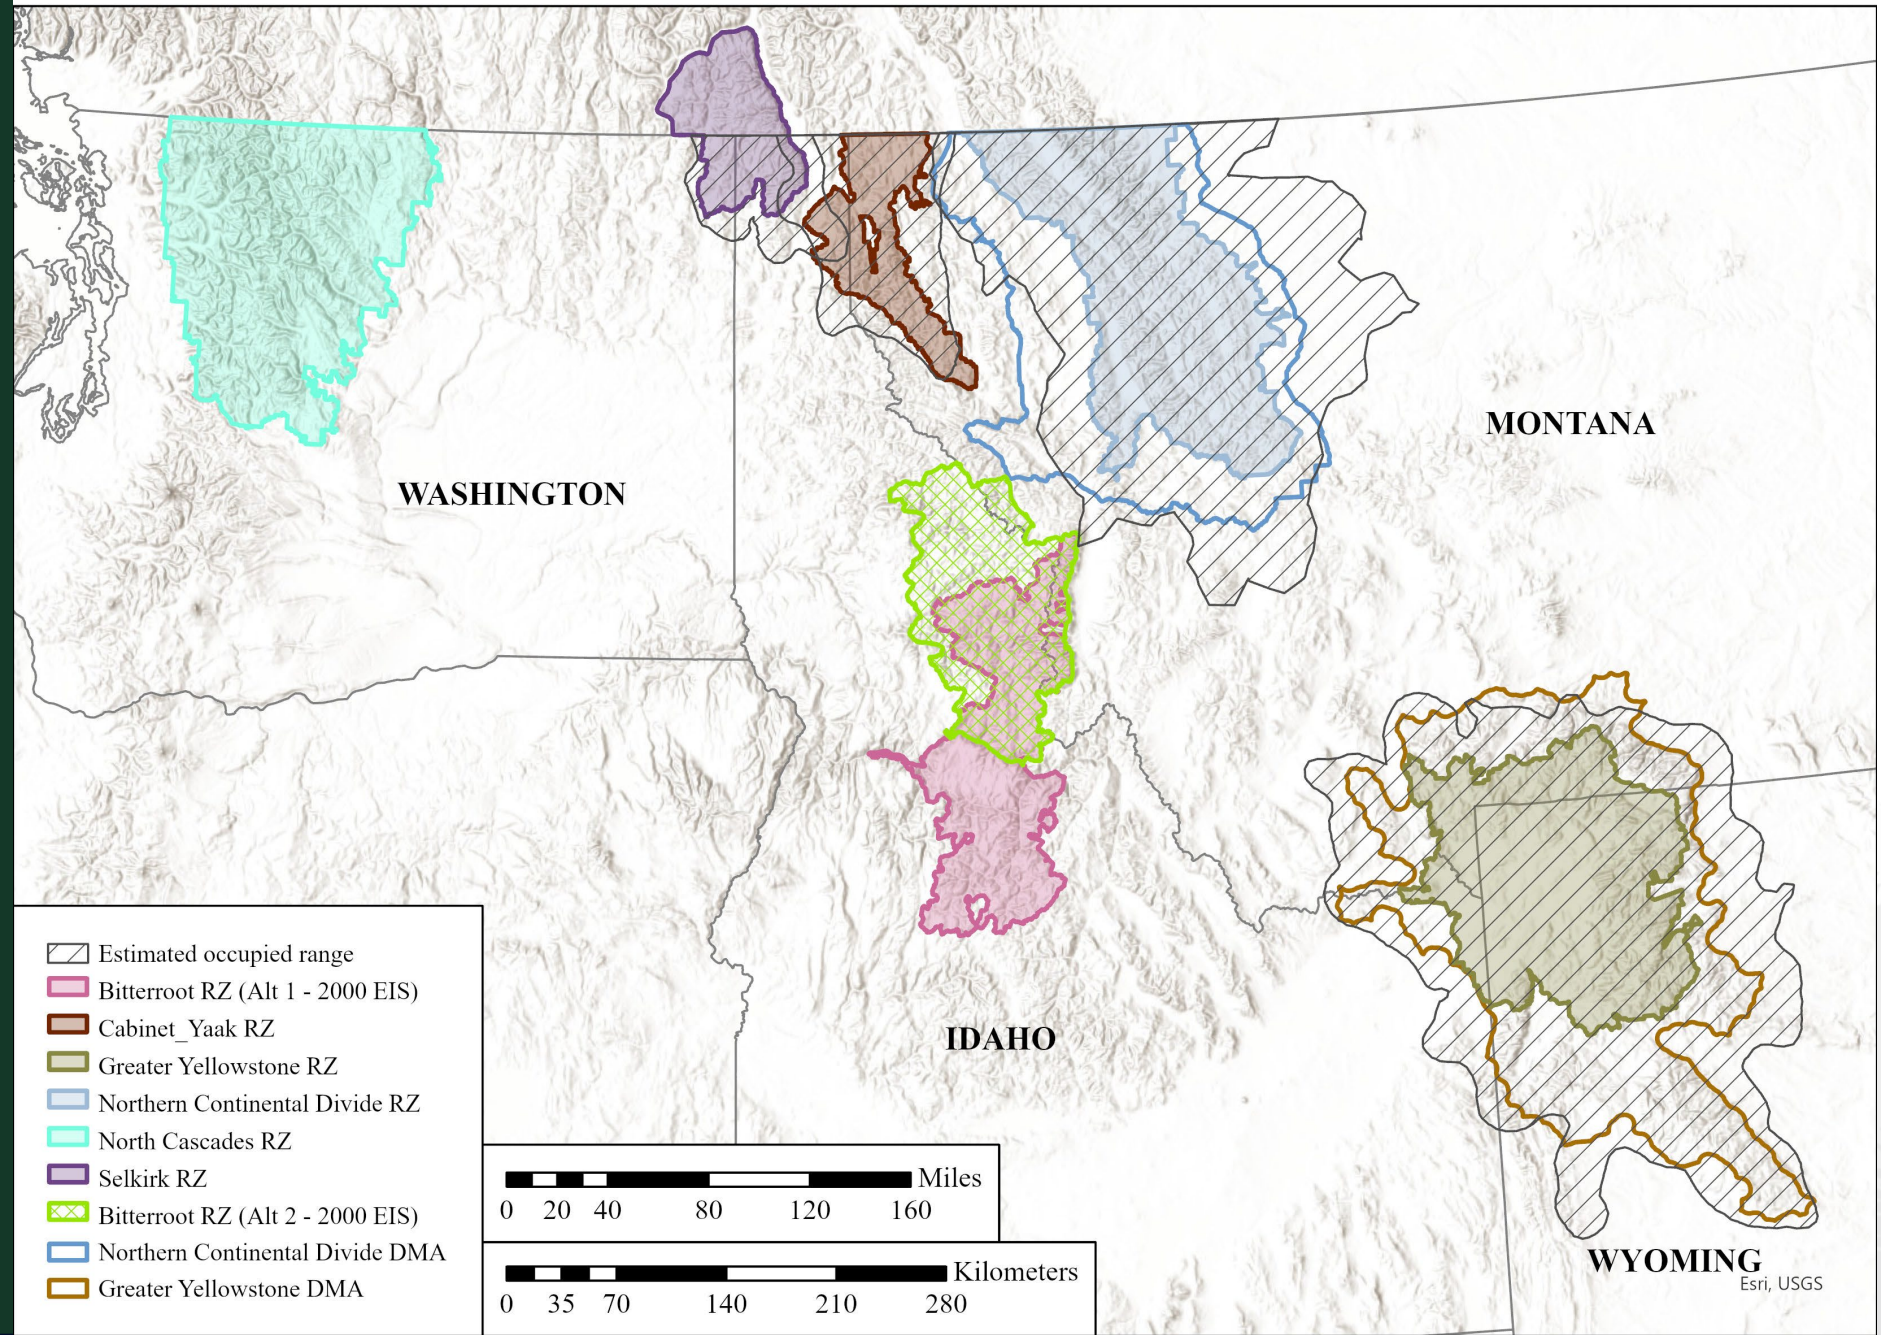 MONTANA
WASHINGTON
IDAHO
WYOMING
Esri, USGS
Estimated occupied range
Bitterroot RZ (Alt 1 - 2000 EIS)
Cabinet_Yaak RZ
Greater Yellowstone RZ
Northern Continental Divide RZ
North Cascades RZ
Selkirk RZ
Bitterroot RZ (Alt 2 - 2000 EIS)
Northern Continental Divide DMA
Greater Yellowstone DMA
Miles
0 20 40 80 120 160
Kilometers
0 35 70 140 210 280